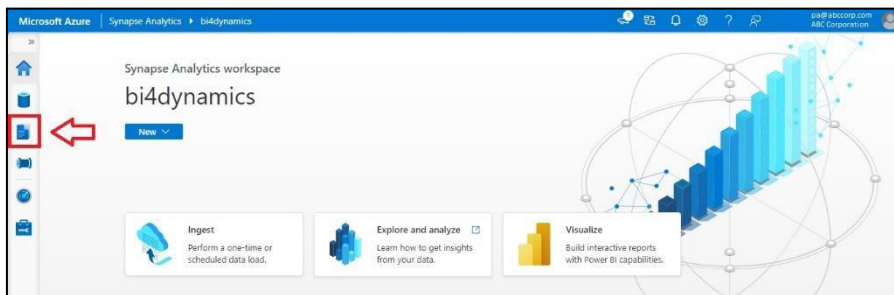 Microsoft Azure | Synapse Analytics ▸ bi4dynamics
1
?
pa@abccorp.com
ABC Corporation
»
Synapse Analytics workspace
bi4dynamics
New
Ingest
Perform a one-time or
scheduled data load.
Explore and analyze
Learn how to get insights
from your data.
Visualize
Build interactive reports
with Power BI capabilities.